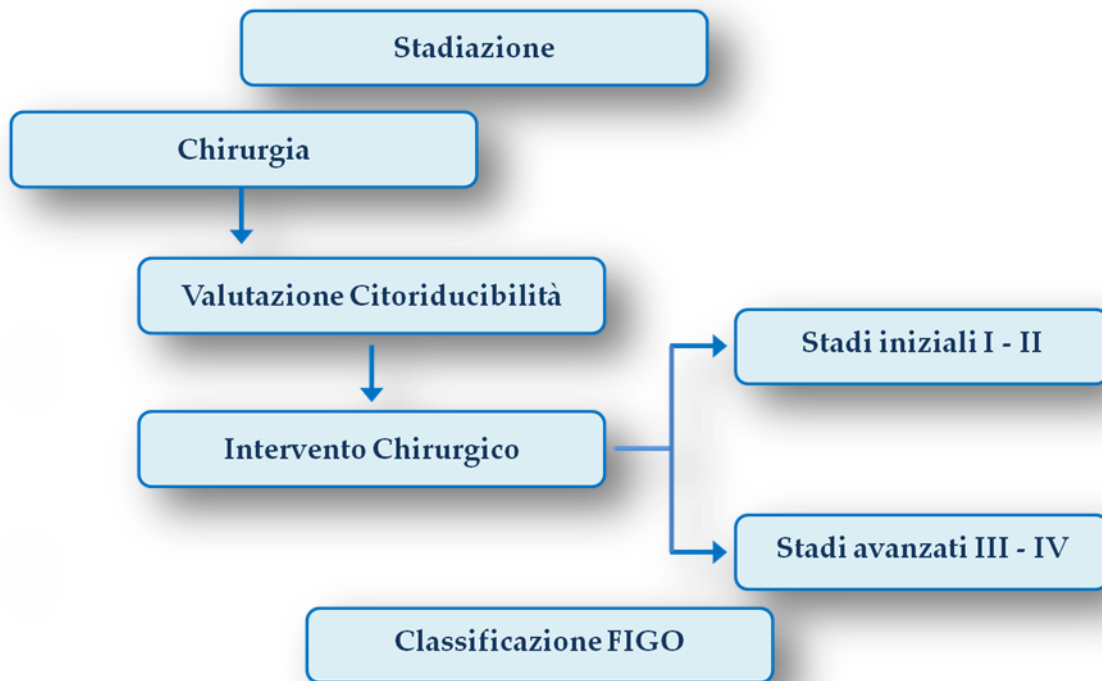 Stadiazione
Chirurgia
Valutazione Citoriducibilità
Stadi iniziali I - II
Intervento Chirurgico
Stadi avanzati III - IV
Classificazione FIGO